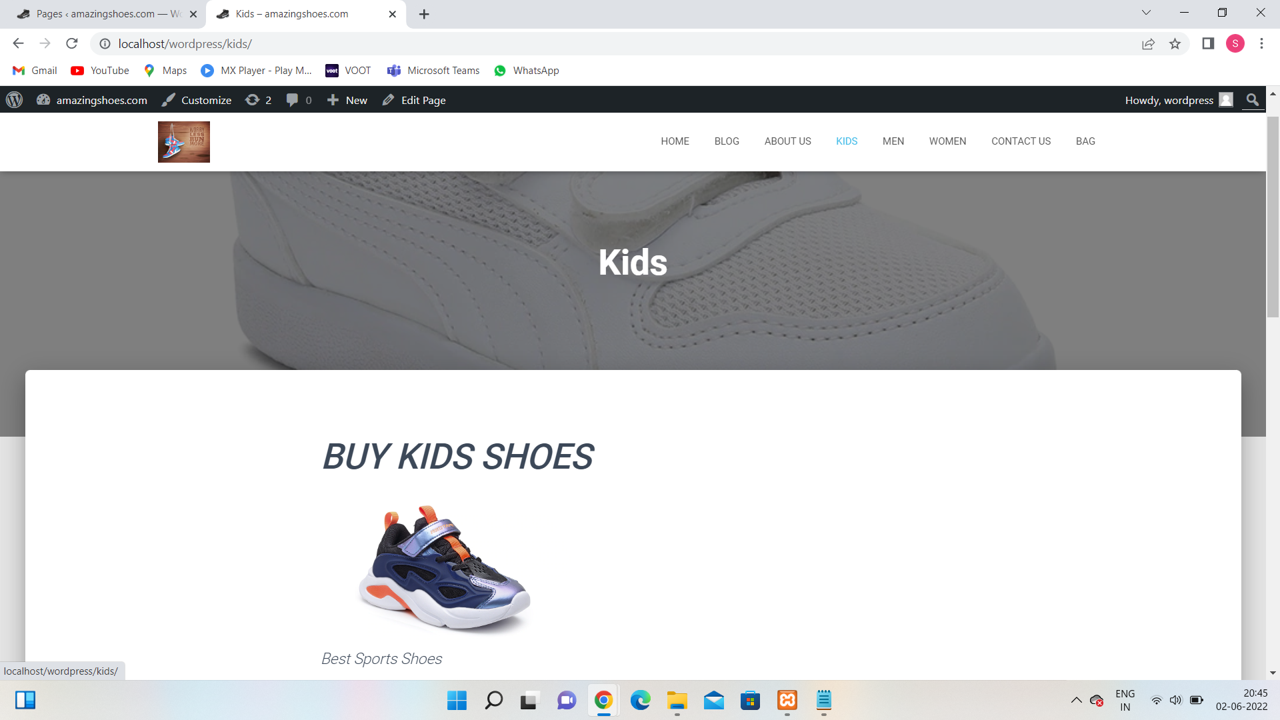 Pages ‹ amazingshoes.com — Wo
Kids – amazingshoes.com
localhost/wordpress/kids/
S
Gmail
YouTube
Maps
MX Player - Play M...
VOOT
Microsoft Teams
WhatsApp
amazingshoes.com
Customize
2
0
New
Edit Page
Howdy, wordpress
HOME
BLOG
ABOUT US
KIDS
MEN
WOMEN
CONTACT US
BAG
Kids
BUY KIDS SHOES
Best Sports Shoes
localhost/wordpress/kids/
ENG
IN
20:45
02-06-2022